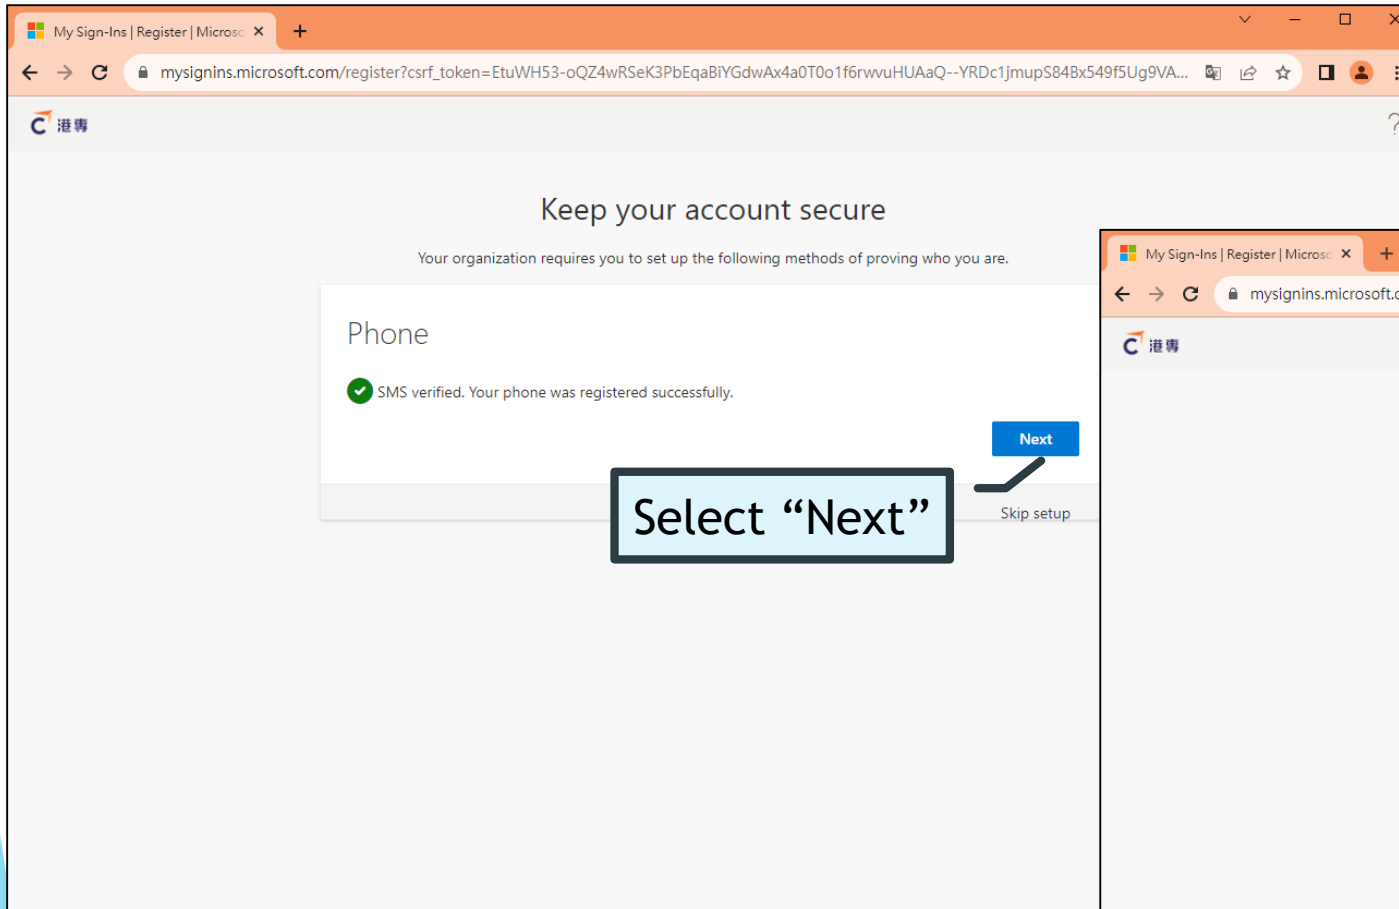 My Sign-Ins | Register | Microsc
mysignins.microsoft.com/register?csrf_token=EtuWH53-oQZ4wRSeK3PbEqaBiYGdwAx4a0T0o1f6rwvuHUAaQ--YRDc1jmupS84Bx549f5Ug9VA...
港專
?
Keep your account secure
Your organization requires you to set up the following methods of proving who you are.
Phone
SMS verified. Your phone was registered successfully.
Next
Select “Next”
Skip setup
My Sign-Ins | Register | Microsc
mysignins.microsoft.c
港專